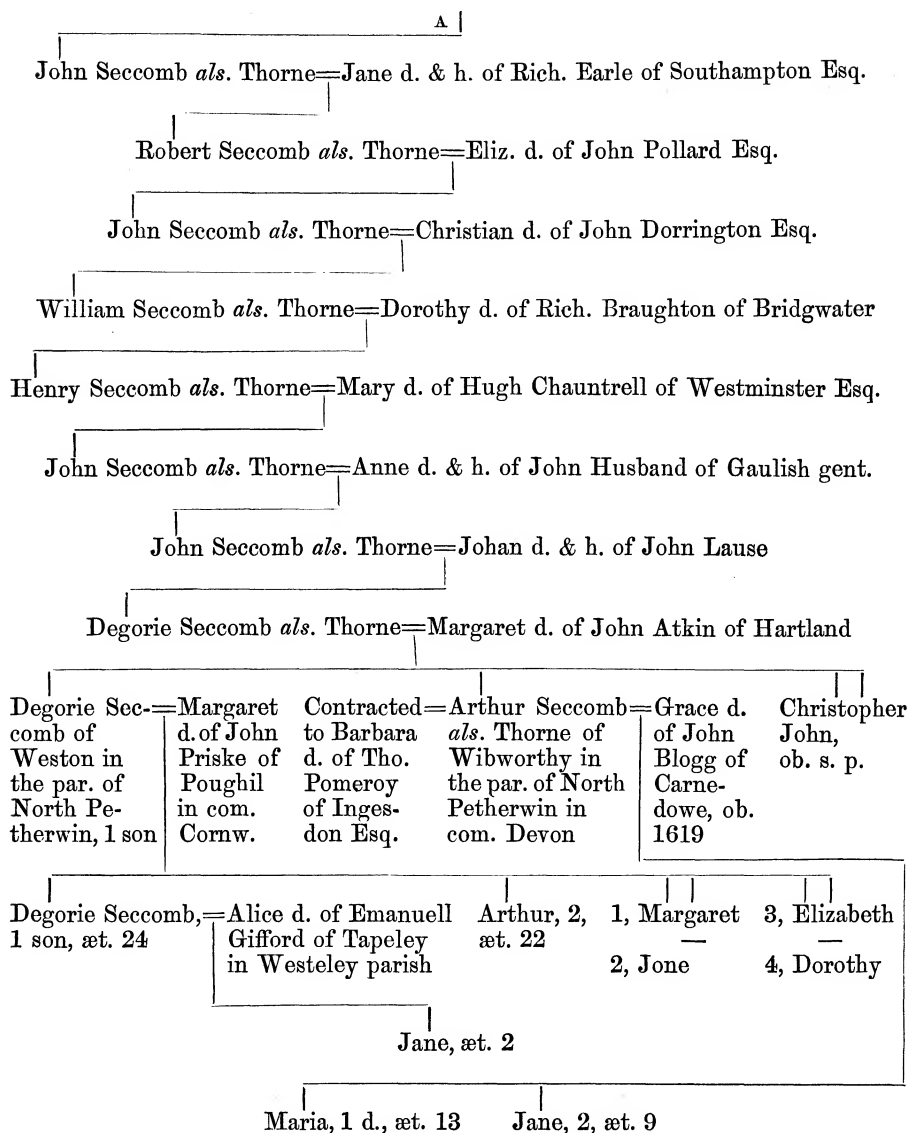 A
John Seccomb als. Thorne=Jane d. & h. of Rich. Earle of Southampton Esq.
Robert Seccomb als. Thorne=Eliz. d. of John Pollard Esq.
John Seccomb als. Thorne=Christian d. of John Dorrington Esq.
William Seccomb als. Thorne=Dorothy d. of Rich. Braughton of Bridgwater
Henry Seccomb als. Thorne=Mary d. of Hugh Chauntrell of Westminster Esq.
John Seccomb als. Thorne=Anne d. & h. of John Husband of Gaulish gent.
John Seccomb als. Thorne=Johan d. & h. of John Lause
Degorie Seccomb als. Thorne=Margaret d. of John Atkin of Hartland
Degorie Sec-=
comb of
Weston in
the par. of
North Pe-
therwin, 1 son
Margaret
d. of John
Priske of
Poughil
in com.
Cornw.
Contracted=
to Barbara
d. of Tho.
Pomeroy
of Inges-
don Esq.
Arthur Seccomb=
als. Thorne of
Wibworthy in
the par. of North
Petherwin in
com. Devon
Grace d.
of John
Blogg of
Carne-
dowe, ob.
1619
Christopher
John,
ob. s. p.
Degorie Seccomb,=
1 son, æt. 24
Alice d. of Emanuell
Gifford of Tapeley
in Westeley parish
Arthur, 2,
æt. 22
1, Margaret
—
2, Jone
3, Elizabeth
—
4, Dorothy
Jane, æt. 2
Maria, 1 d., æt. 13
Jane, 2, æt. 9